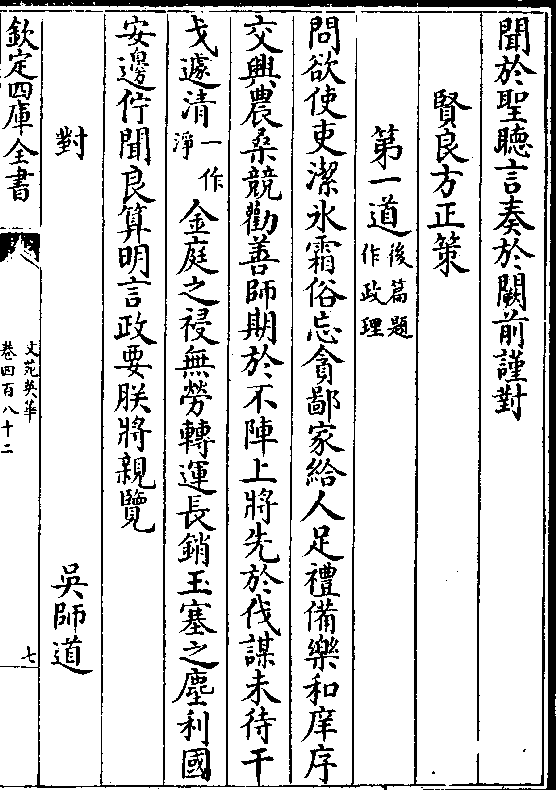 聞於聖聽言奏於闕前謹對
賢良方正策
第一道後篇題作政理
問欲使吏潔氷霜俗忘貪鄙家給人足禮備樂和庠序
交興農桑競勸善師期於不陣上將先於伐謀未待干
戈遽清一作淨金庭之祲無勞轉運長銷玉塞之塵利國
安邊佇聞良算明言政要朕將親覽
對
吳師道
欽定四庫全書
文苑英華
卷四百八十二
七